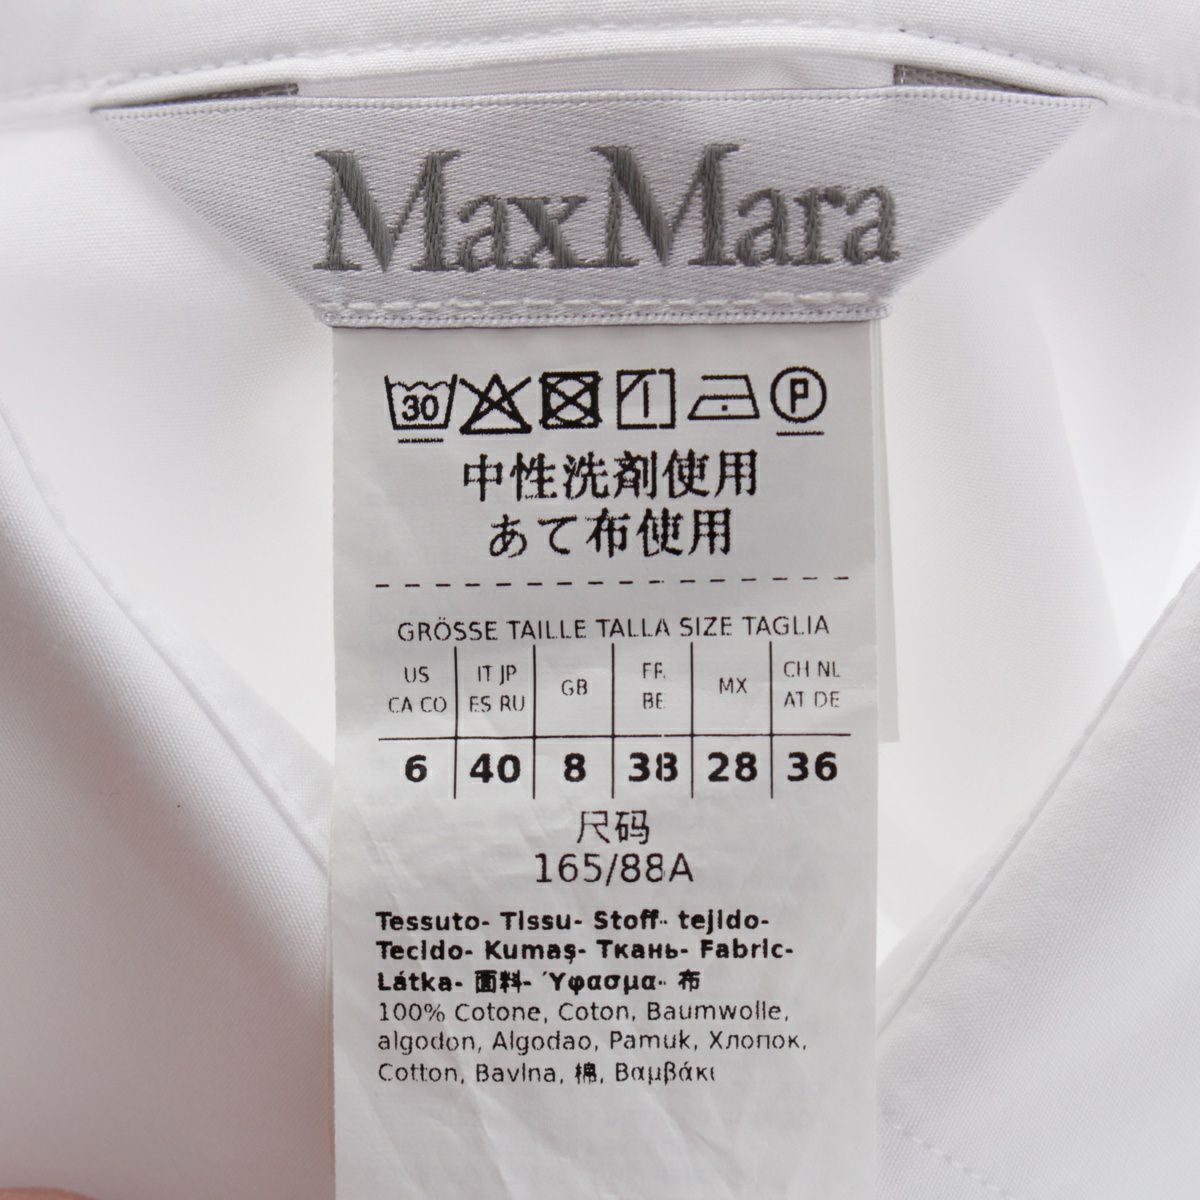 MaxMara
30 P
中性洗剤使用
あて布使用
GRÖSSE TAILLE TALLA SIZE TAGLIA
US IT JP GB FR MX CH NL
CA CO ES RU BE AT DE
6 40 8 38 28 36
尺码
165/88A
Tessuto- Tissu- Stoff- tejido-
Tecido- Kumaş- Ткань- Fabric-
Látka- 面料- Ύφασμα- 布
100% Cotone, Coton, Baumwolle,
algodon, Algodao, Pamuk, Хлопок,
Cotton, Bavlna, 棉, Βαμβάκι